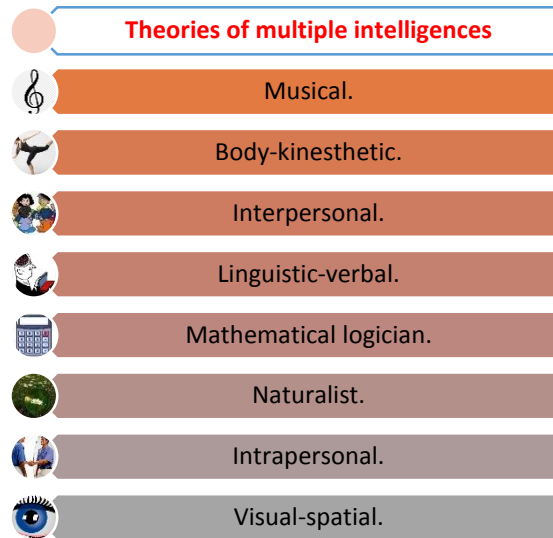 Theories of multiple intelligences
Musical.
Body-kinesthetic.
Interpersonal.
Linguistic-verbal.
Mathematical logician.
Naturalist.
Intrapersonal.
Visual-spatial.